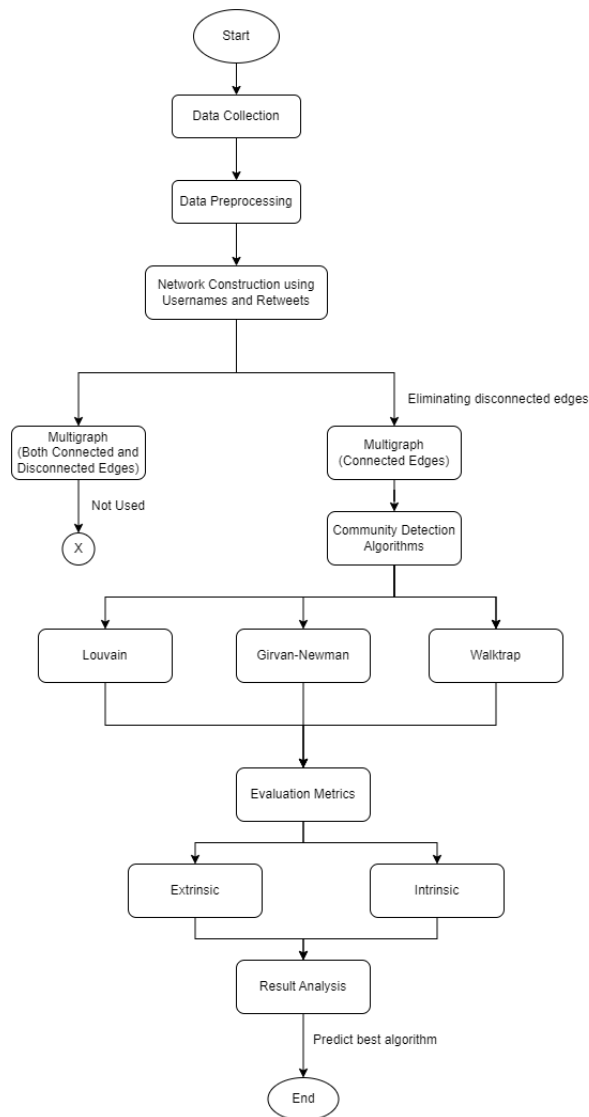 Start
Data Collection
Data Preprocessing
Network Construction using
Usernames and Retweets
Eliminating disconnected edges
Multigraph
(Both Connected and
Disconnected Edges)
Multigraph
(Connected Edges)
Not Used
X
Community Detection
Algorithms
Louvain
Girvan-Newman
Walktrap
Evaluation Metrics
Extrinsic
Intrinsic
Result Analysis
Predict best algorithm
End